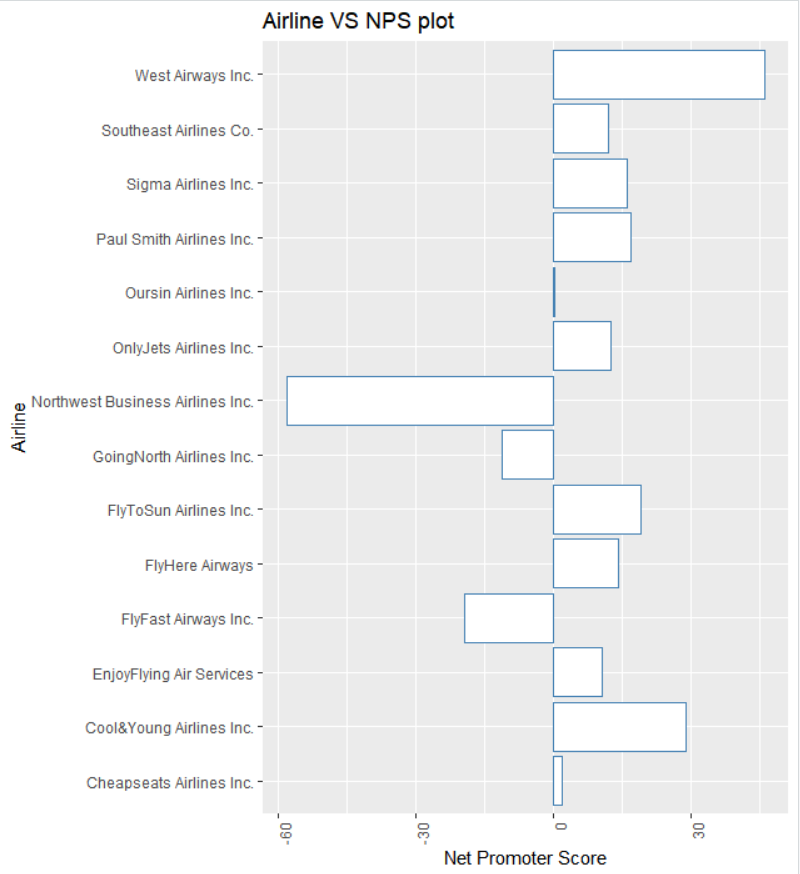 Airline VS NPS plot
West Airways Inc.
Southeast Airlines Co.
Sigma Airlines Inc.
Paul Smith Airlines Inc.
Oursin Airlines Inc.
OnlyJets Airlines Inc.
Northwest Business Airlines Inc.
GoingNorth Airlines Inc.
FlyToSun Airlines Inc.
FlyHere Airways
FlyFast Airways Inc.
EnjoyFlying Air Services
Cool&Young Airlines Inc.
Cheapseats Airlines Inc.
Airline
-60
-30
0
30
Net Promoter Score